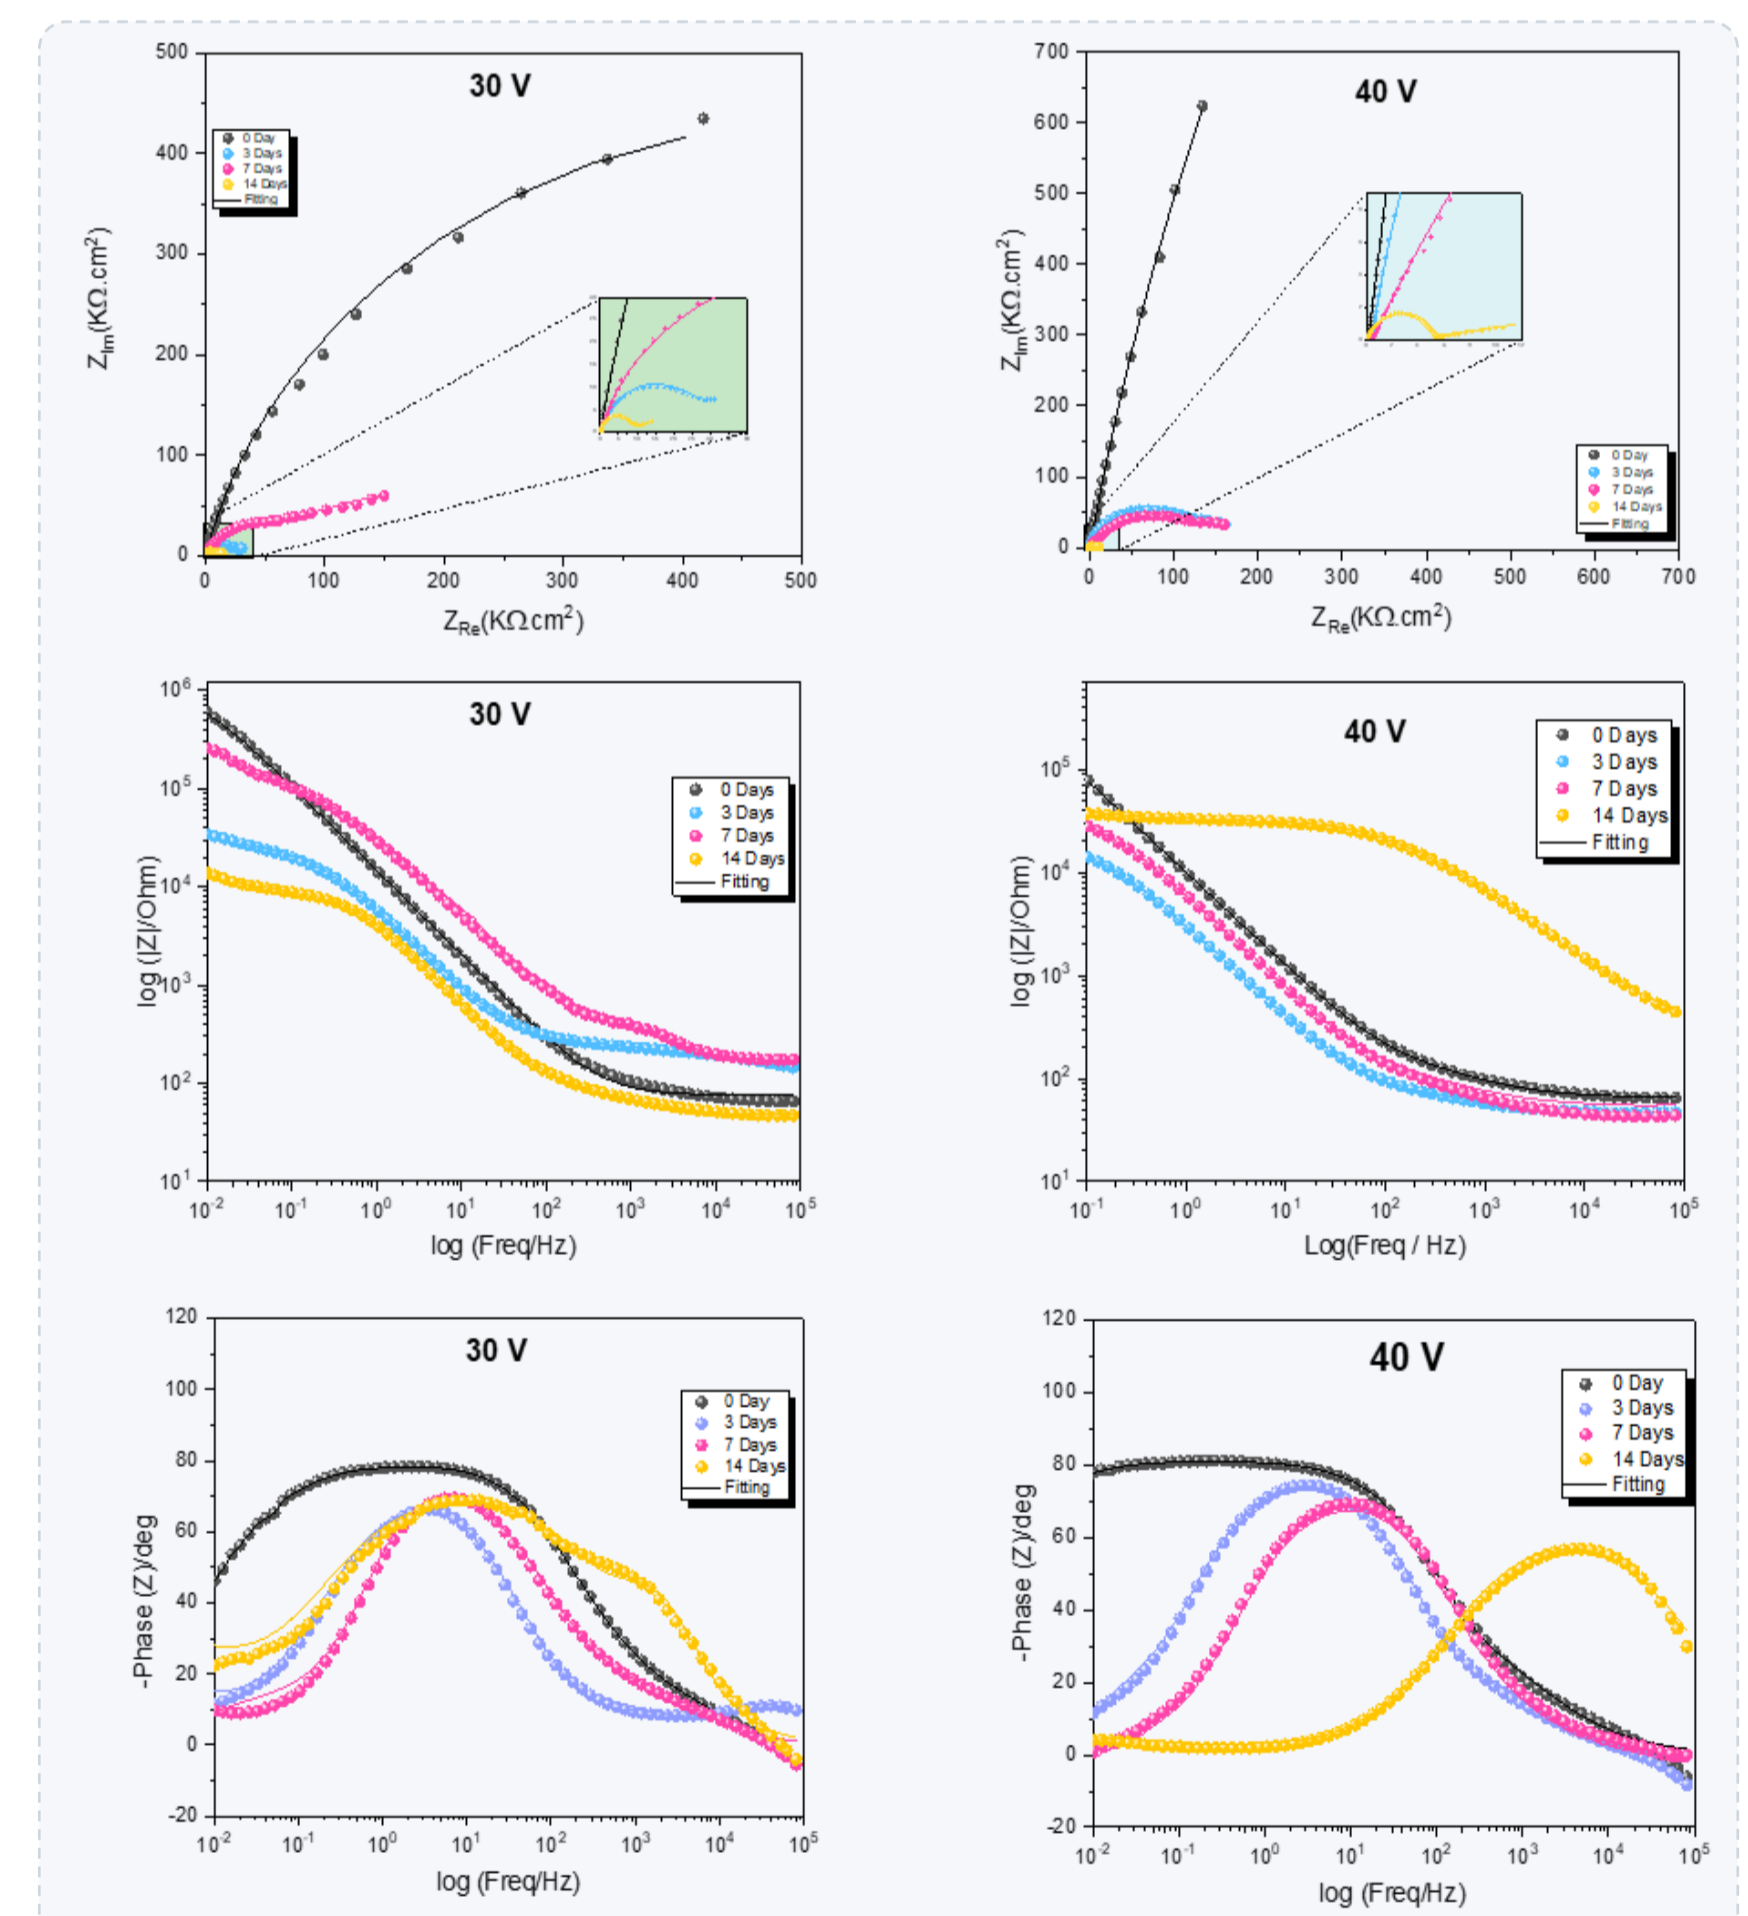 30 V
500
400
300
200
100
0
0 Day
3 Days
7 Days
14 Days
Fitting
Z_Im(KΩ.cm²)
0 100 200 300 400 500
Z_Re(KΩ.cm²)
40 V
700
600
500
400
300
200
100
0
0 Day
3 Days
7 Days
14 Days
Fitting
Z_Im(KΩ.cm²)
0 100 200 300 400 500 600 700
Z_Re(KΩ.cm²)
30 V
10⁶
10⁵
10⁴
10³
10²
10¹
0 Days
3 Days
7 Days
14 Days
Fitting
log (|Z|/Ohm)
10⁻² 10⁻¹ 10⁰ 10¹ 10² 10³ 10⁴ 10⁵
log (Freq/Hz)
40 V
10⁵
10⁴
10³
10²
10¹
0 Days
3 Days
7 Days
14 Days
Fitting
log (|Z|/Ohm)
10⁻¹ 10⁰ 10¹ 10² 10³ 10⁴ 10⁵
Log(Freq / Hz)
30 V
120
100
80
60
40
20
0
-20
0 Day
3 Days
7 Days
14 Days
Fitting
-Phase (Z)/deg
10⁻² 10⁻¹ 10⁰ 10¹ 10² 10³ 10⁴ 10⁵
log (Freq/Hz)
40 V
120
100
80
60
40
20
0
-20
0 Day
3 Days
7 Days
14 Days
Fitting
-Phase (Z)/deg
10⁻² 10⁻¹ 10⁰ 10¹ 10² 10³ 10⁴ 10⁵
log (Freq/Hz)